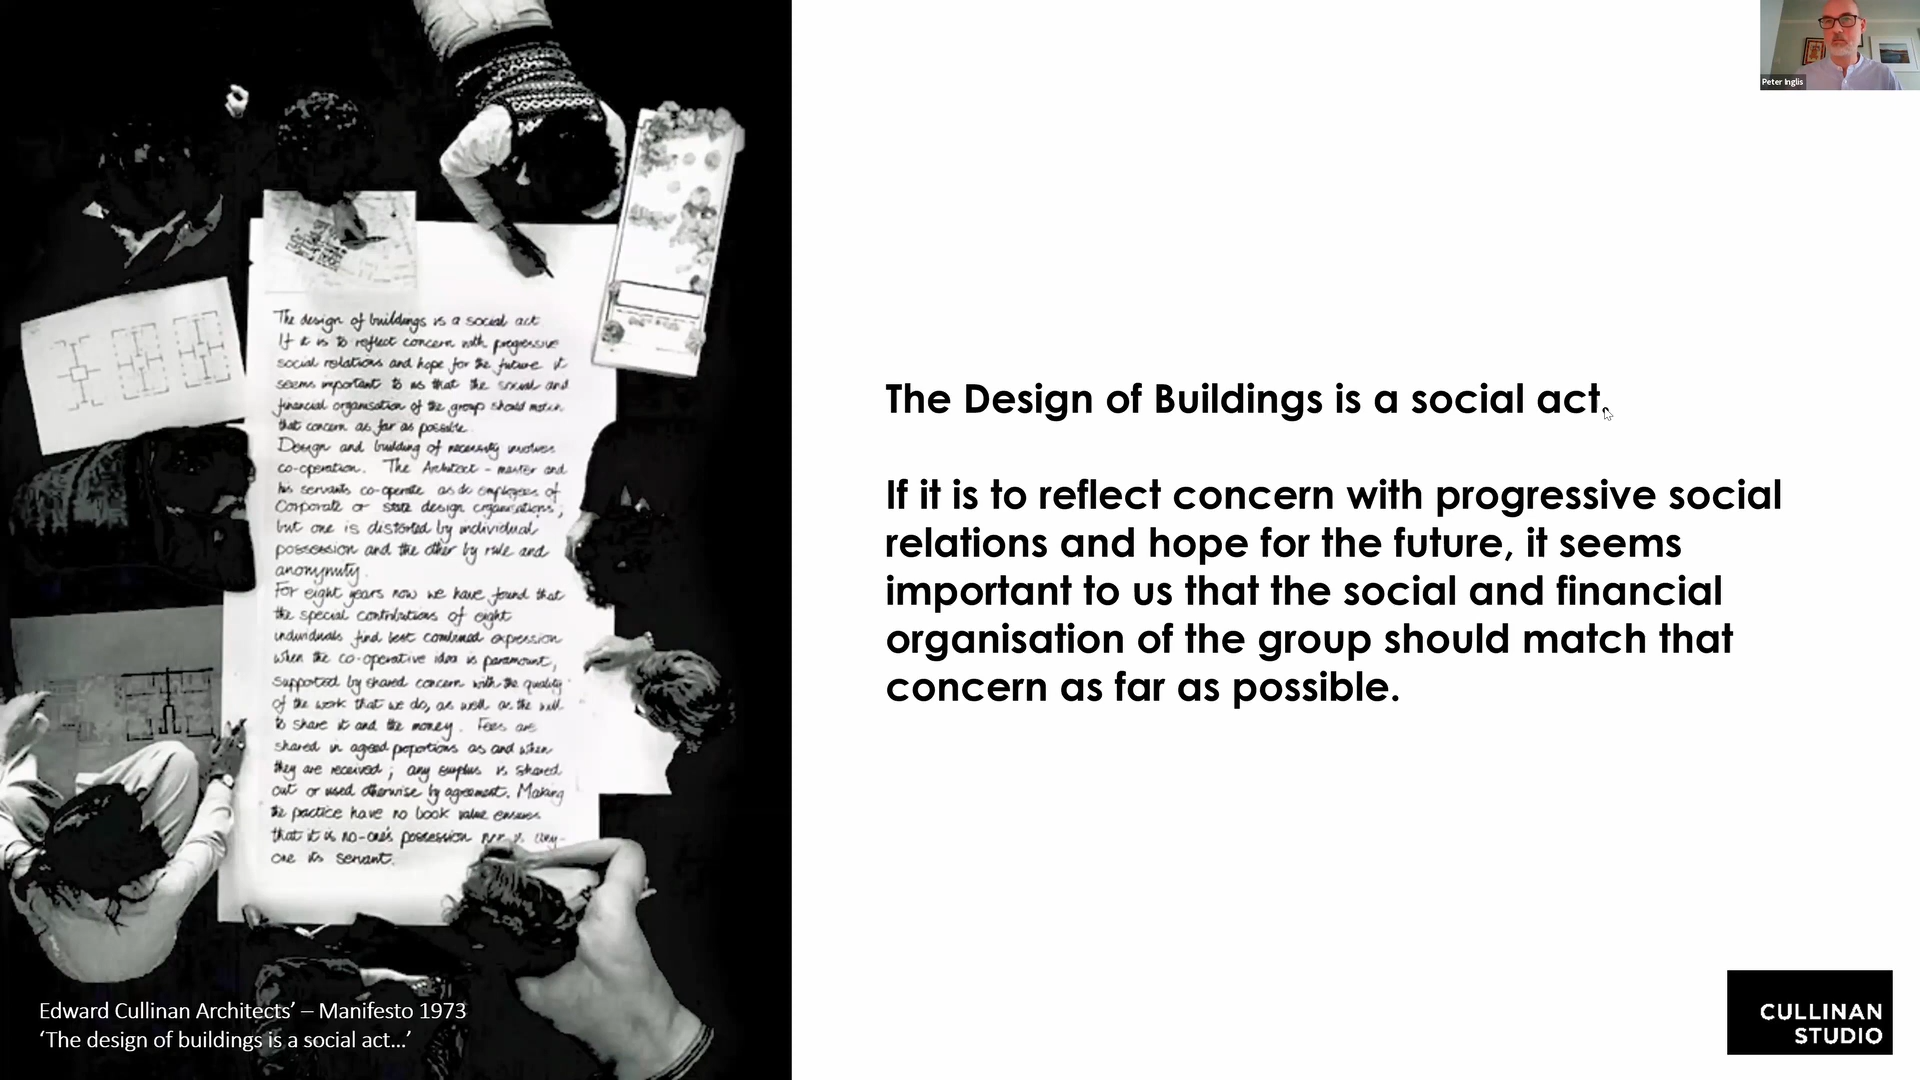 Peter Inglis
The design of buildings is a social act
If it is to reflect concern with progressive
social relations and hope for the future it
seems important to us that the social and
financial organisation of the group should match
that concern as far as possible.
Design and building of necessity involves
co-operation. The Architect - master and
his servants co-operate as do employees of
Corporate or state design organisations;
but one is distorted by individual
possession and the other by rule and
anonymity.
For eight years now we have found that
the special contributions of eight
individuals find best combined expression
when the co-operative idea is paramount,
supported by shared concern with the quality
of the work that we do, as well as the will
to share it and the money. Fees are
shared in agreed proportions as and when
they are received; any surplus is shared
out or used otherwise by agreement. Making
the practice have no book value ensures
that it is no-one's possession nor is any-
one its servant.
Edward Cullinan Architects’ – Manifesto 1973
‘The design of buildings is a social act…’
The Design of Buildings is a social act.
If it is to reflect concern with progressive social
relations and hope for the future, it seems
important to us that the social and financial
organisation of the group should match that
concern as far as possible.
CULLINAN
STUDIO